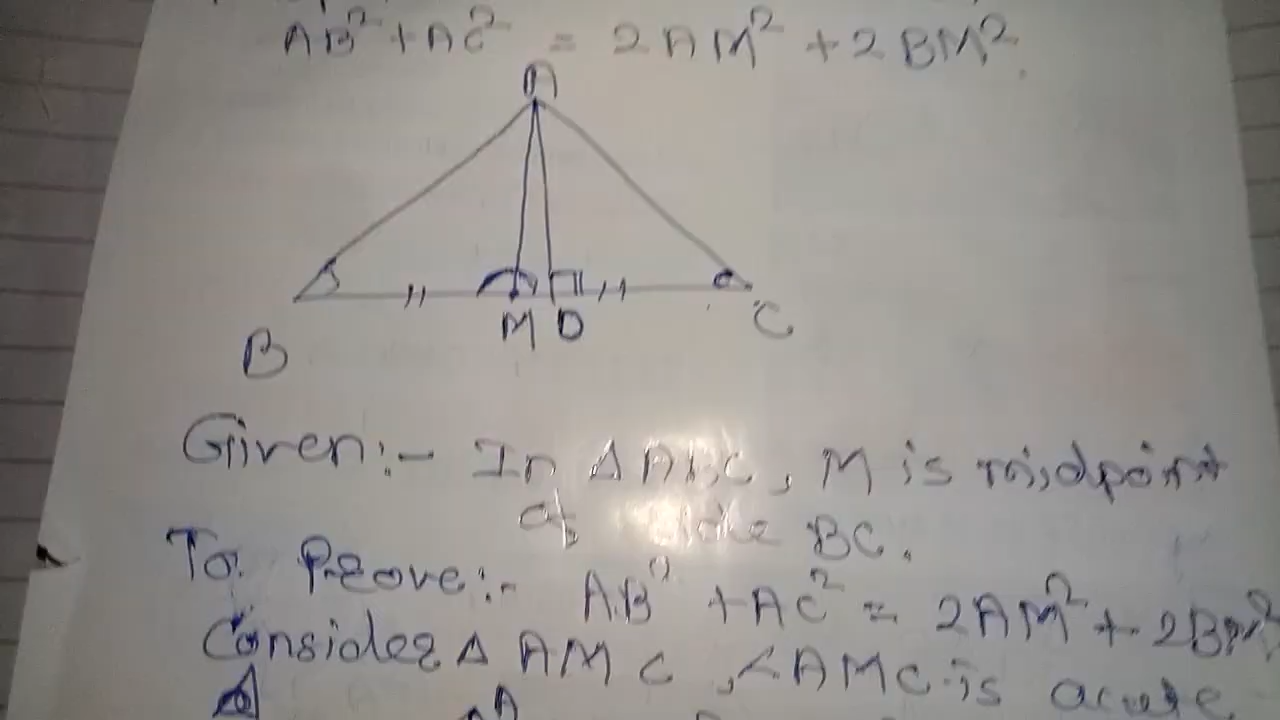 AB² + AC² = 2AM² + 2BM².
A
B
M D
C
Given:- In △ABC, M is midpoint
of side BC.
To Prove:- AB² + AC² = 2AM² + 2BM²
Consider △ AMC, ∠AMC is acute
A